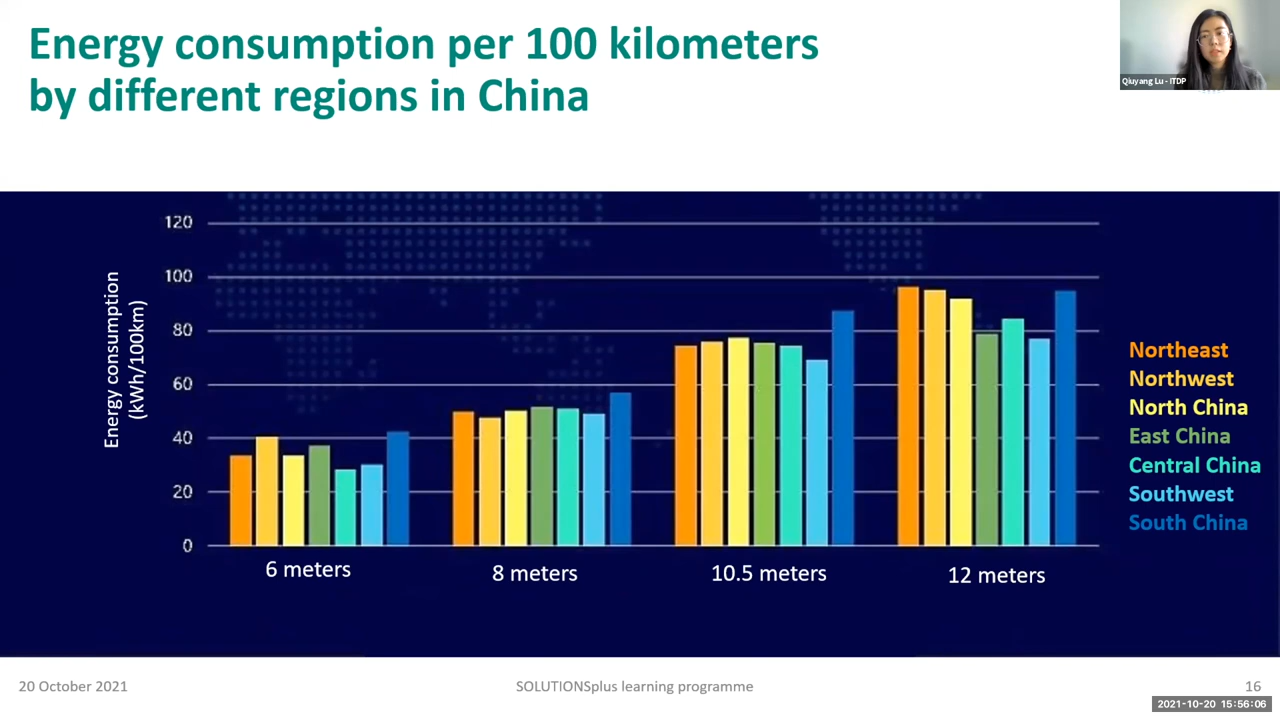 Energy consumption per 100 kilometers
by different regions in China
Qiuyang Lu - ITDP
Energy consumption
(kWh/100km)
120
100
80
60
40
20
0
6 meters
8 meters
10.5 meters
12 meters
Northeast
Northwest
North China
East China
Central China
Southwest
South China
20 October 2021
SOLUTIONSplus learning programme
16
2021-10-20 15:56:06